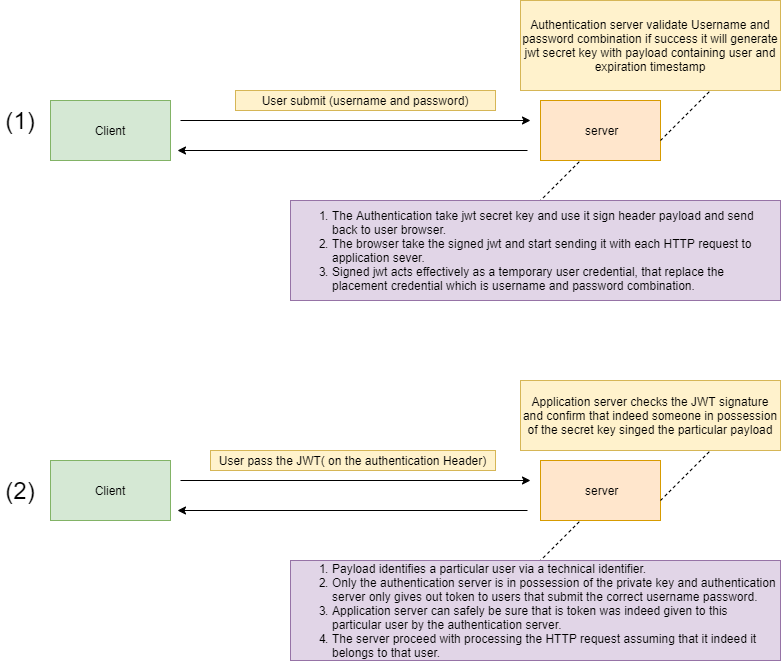 Authentication server validate Username and
password combination if success it will generate
jwt secret key with payload containing user and
expiration timestamp
User submit (username and password)
(1)
Client
server
1. The Authentication take jwt secret key and use it sign header payload and send
back to user browser.
2. The browser take the signed jwt and start sending it with each HTTP request to
application sever.
3. Signed jwt acts effectively as a temporary user credential, that replace the
placement credential which is username and password combination.
Application server checks the JWT signature
and confirm that indeed someone in possession
of the secret key singed the particular payload
User pass the JWT( on the authentication Header)
(2)
Client
server
1. Payload identifies a particular user via a technical identifier.
2. Only the authentication server is in possession of the private key and authentication
server only gives out token to users that submit the correct username password.
3. Application server can safely be sure that is token was indeed given to this
particular user by the authentication server.
4. The server proceed with processing the HTTP request assuming that it indeed it
belongs to that user.